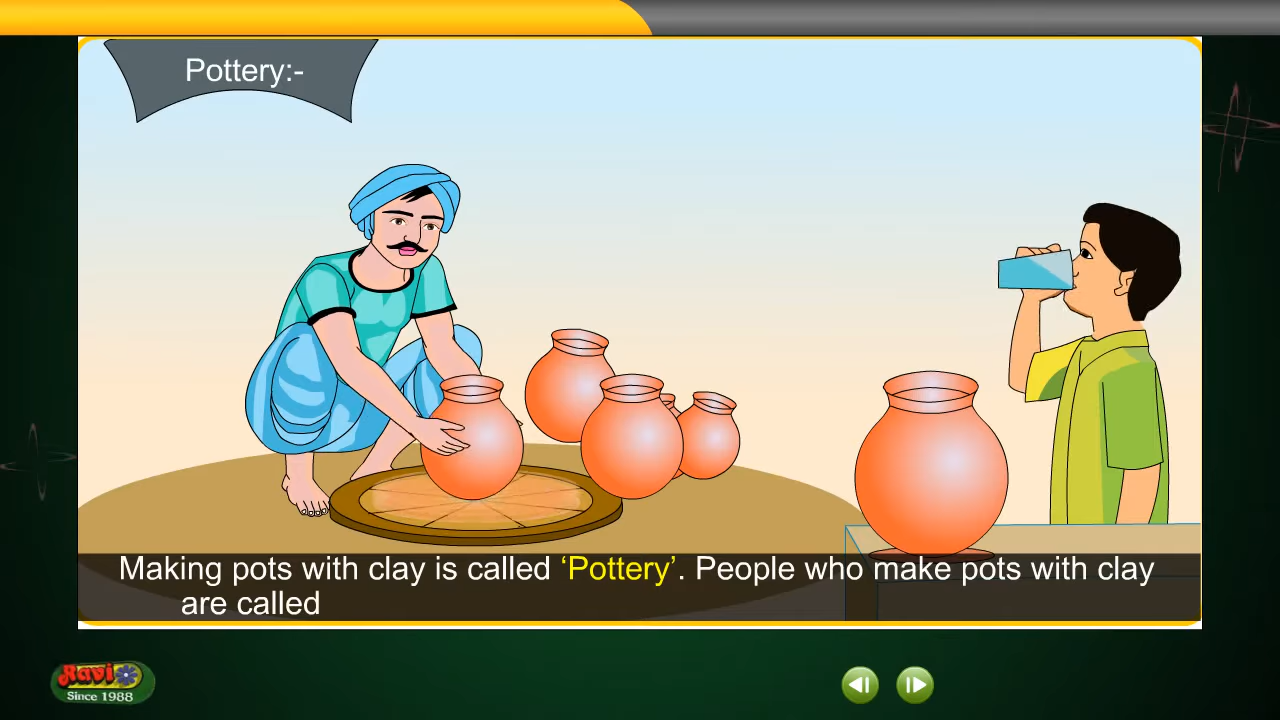 Pottery:-
Making pots with clay is called ‘Pottery’. People who make pots with clay
are called
Ravi
Since 1988